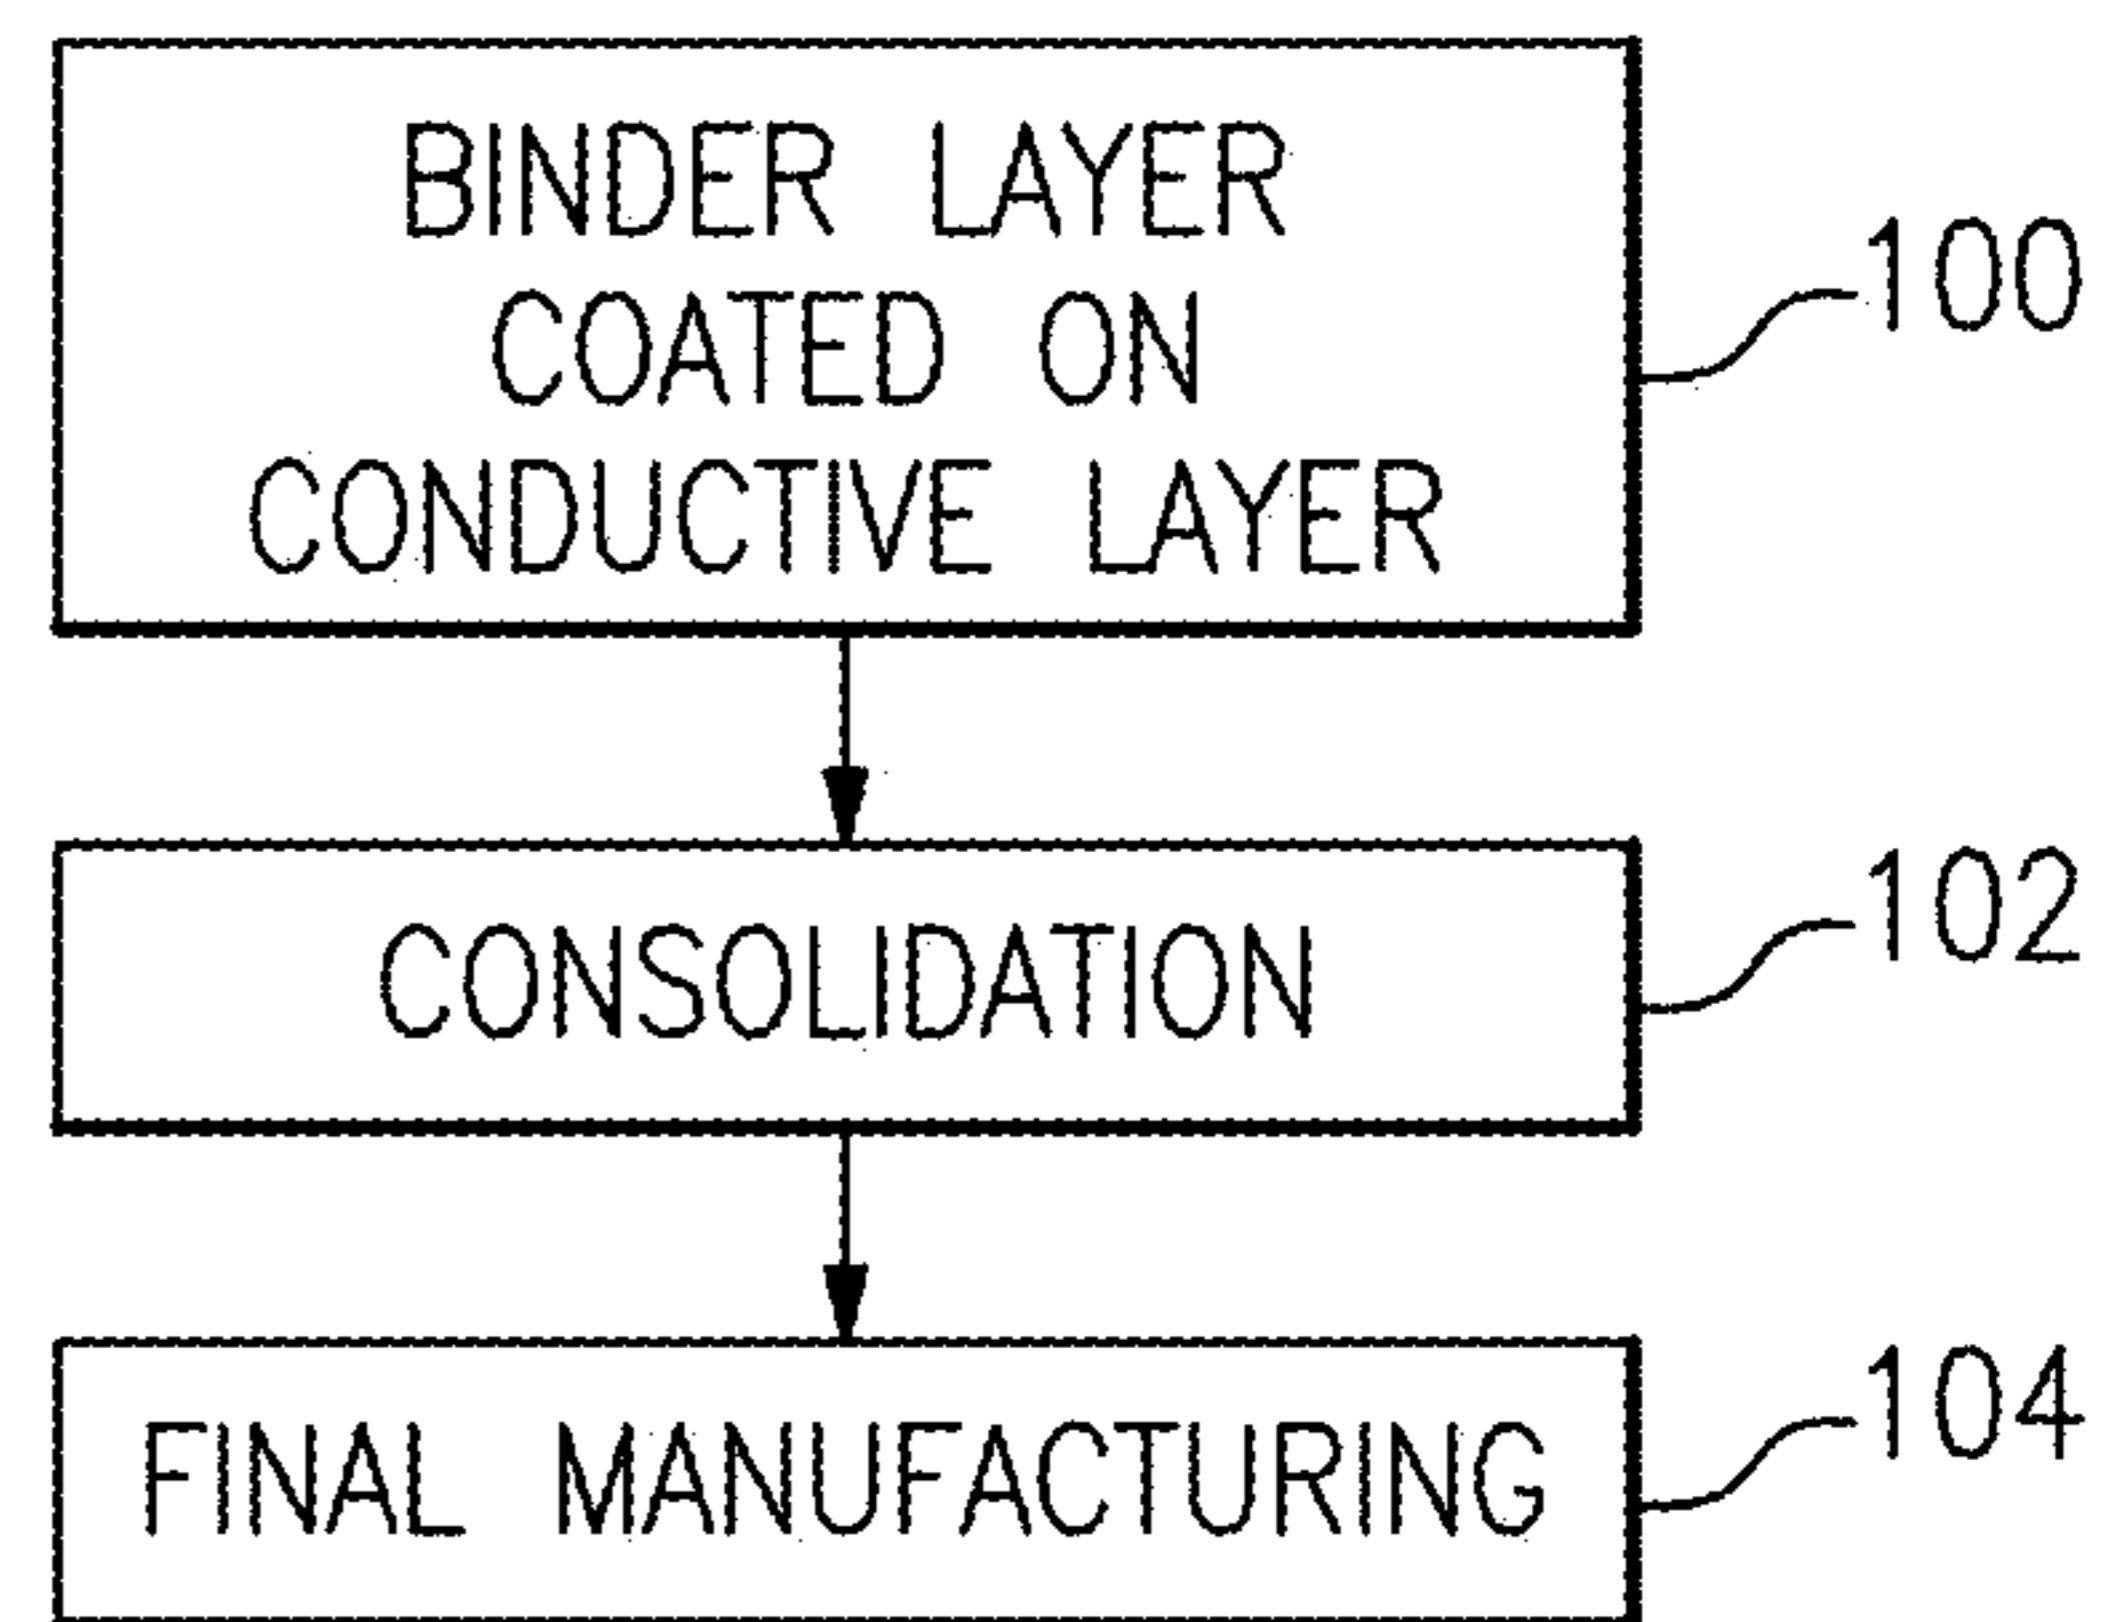 BINDER LAYER
COATED ON
CONDUCTIVE LAYER
100
CONSOLIDATION
102
FINAL MANUFACTURING
104